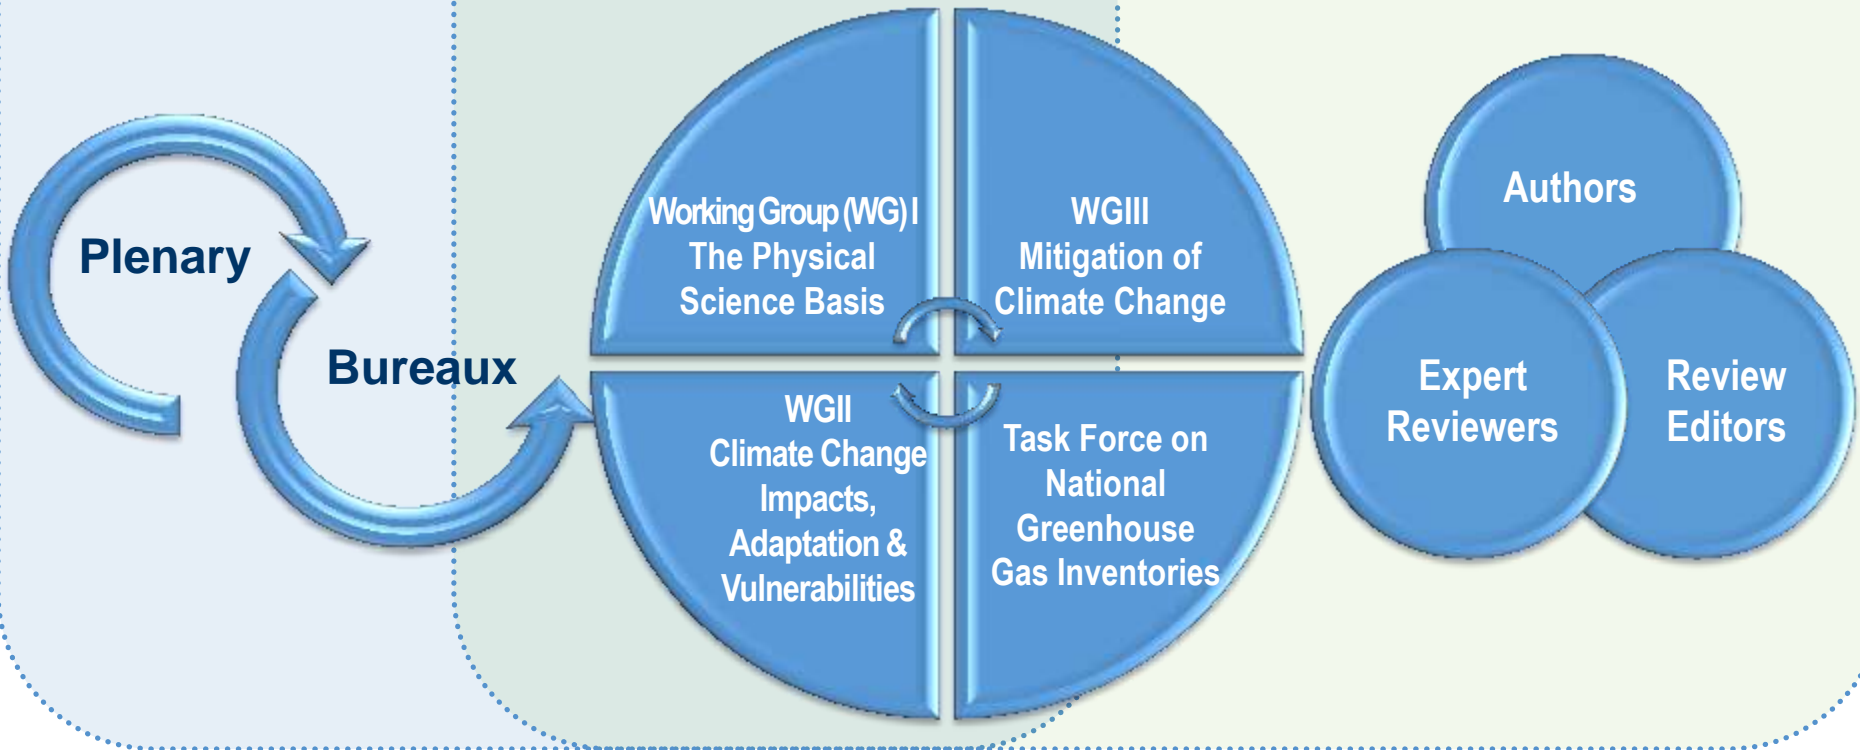 Plenary
Bureaux
Working Group (WG) I
The Physical
Science Basis
WGIII
Mitigation of
Climate Change
WGII
Climate Change
Impacts,
Adaptation &
Vulnerabilities
Task Force on
National
Greenhouse
Gas Inventories
Authors
Expert
Reviewers
Review
Editors